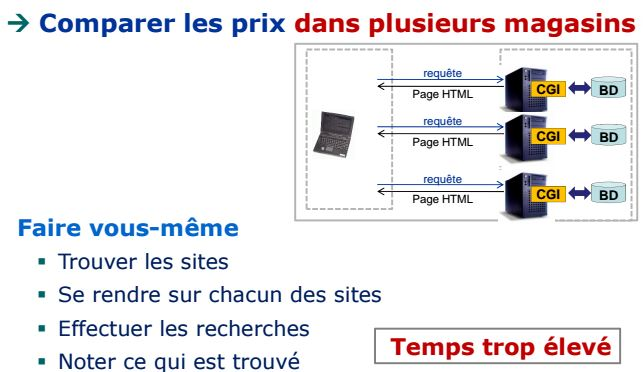 → Comparer les prix dans plusieurs magasins
requête
Page HTML
CGI
BD
requête
Page HTML
CGI
BD
requête
Page HTML
CGI
BD
Faire vous-même
▪ Trouver les sites
▪ Se rendre sur chacun des sites
▪ Effectuer les recherches
▪ Noter ce qui est trouvé
Temps trop élevé